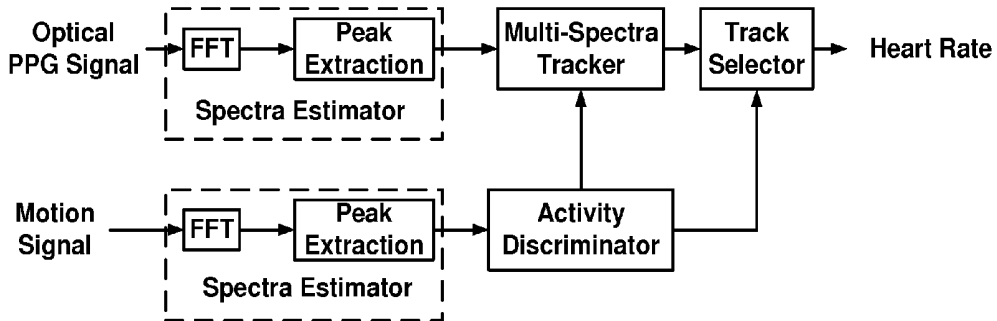 Optical
PPG Signal
FFT
Peak
Extraction
Spectra Estimator
Multi-Spectra
Tracker
Track
Selector
Heart Rate
Motion
Signal
FFT
Peak
Extraction
Spectra Estimator
Activity
Discriminator